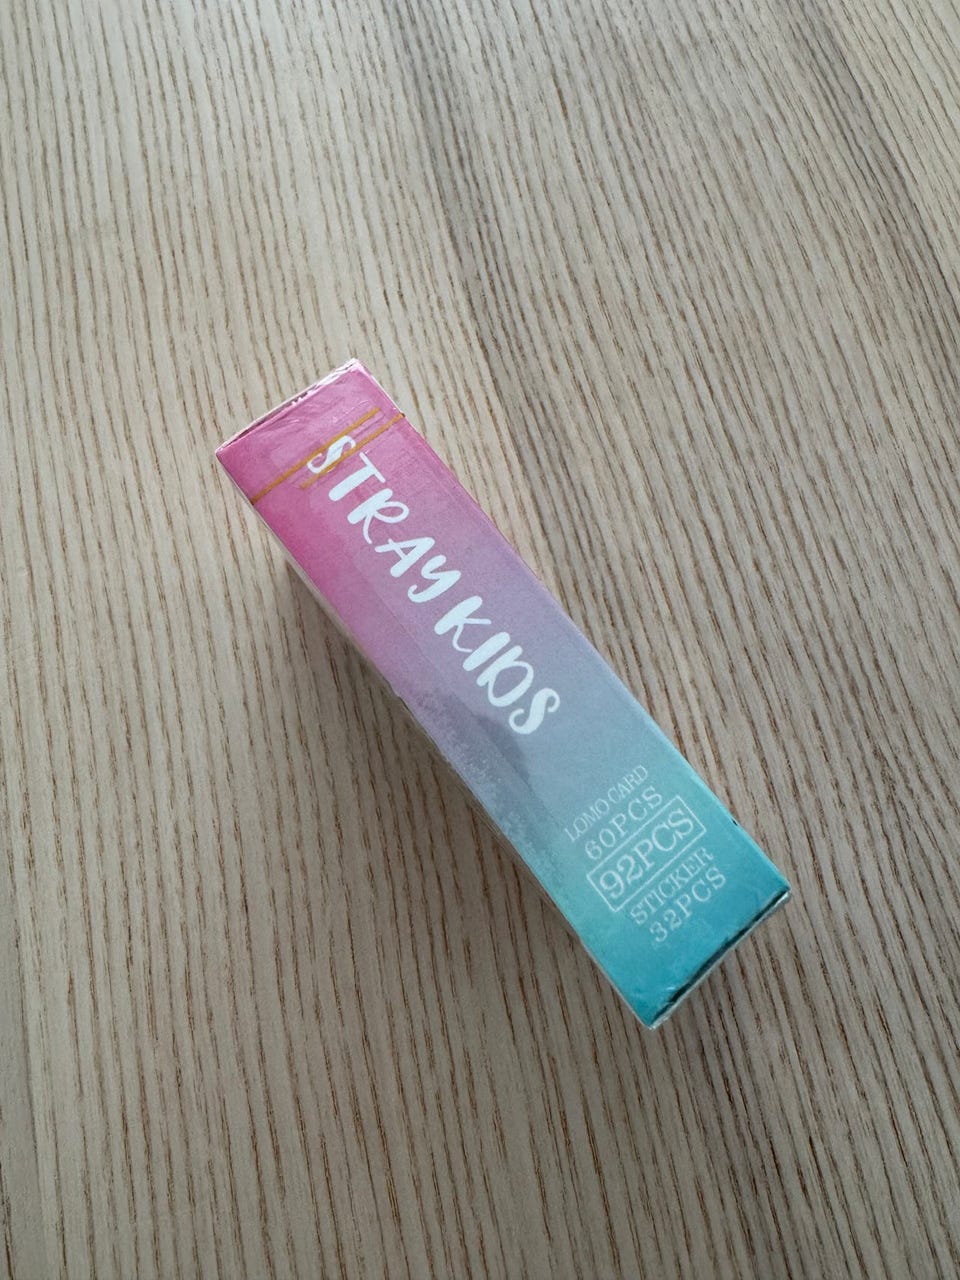 STRAY KIDS
LOMO CARD
60PCS
92PCS
STICKER
32PCS